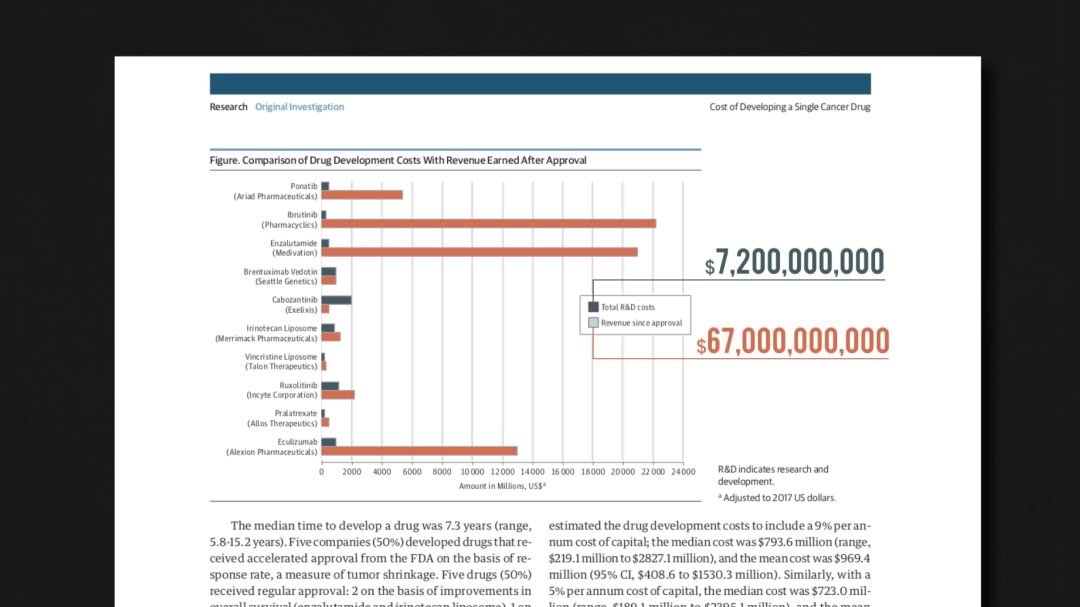 Research Original Investigation
Cost of Developing a Single Cancer Drug
Figure. Comparison of Drug Development Costs With Revenue Earned After Approval
Ponatib
(Ariad Pharmaceuticals)
Ibrutinib
(Pharmacyclics)
Enzalutamide
(Medivation)
Brentuximab Vedotin
(Seattle Genetics)
Cabozantinib
(Exelixis)
Irinotecan Liposome
(Merrimack Pharmaceuticals)
Vincristine Liposome
(Talon Therapeutics)
Ruxolitinib
(Incyte Corporation)
Pralatrexate
(Allos Therapeutics)
Eculizumab
(Alexion Pharmaceuticals)
0 2000 4000 6000 8000 10000 12000 14000 16000 18000 20000 22000 24000
Amount in Millions, US$a
Total R&D costs
Revenue since approval
$7,200,000,000
$67,000,000,000
R&D indicates research and
development.
a Adjusted to 2017 US dollars.
The median time to develop a drug was 7.3 years (range,
5.8-15.2 years). Five companies (50%) developed drugs that re-
ceived accelerated approval from the FDA on the basis of re-
sponse rate, a measure of tumor shrinkage. Five drugs (50%)
received regular approval: 2 on the basis of improvements in
overall survival (enzalutamide and irinotecan liposome), 1 on
estimated the drug development costs to include a 9% per an-
num cost of capital; the median cost was $793.6 million (range,
$219.1 million to $2827.1 million), and the mean cost was $969.4
million (95% CI, $408.6 to $1530.3 million). Similarly, with a
5% per annum cost of capital, the median cost was $723.0 mil-
lion (range, $189.1 million to $2395.1 million), and the mean